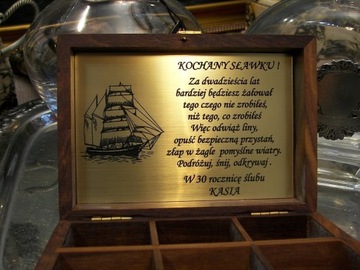 KOCHANY SŁAWKU !
Za dwadzieścia lat
bardziej będziesz żałował
tego czego nie zrobiłeś,
niż tego, co zrobiłeś
Więc odwiąż liny,
opuść bezpieczną przystań,
złap w żagle pomyślne wiatry.
Podróżuj, śnij, odkrywaj .
W 30 rocznicę ślubu
KASIA